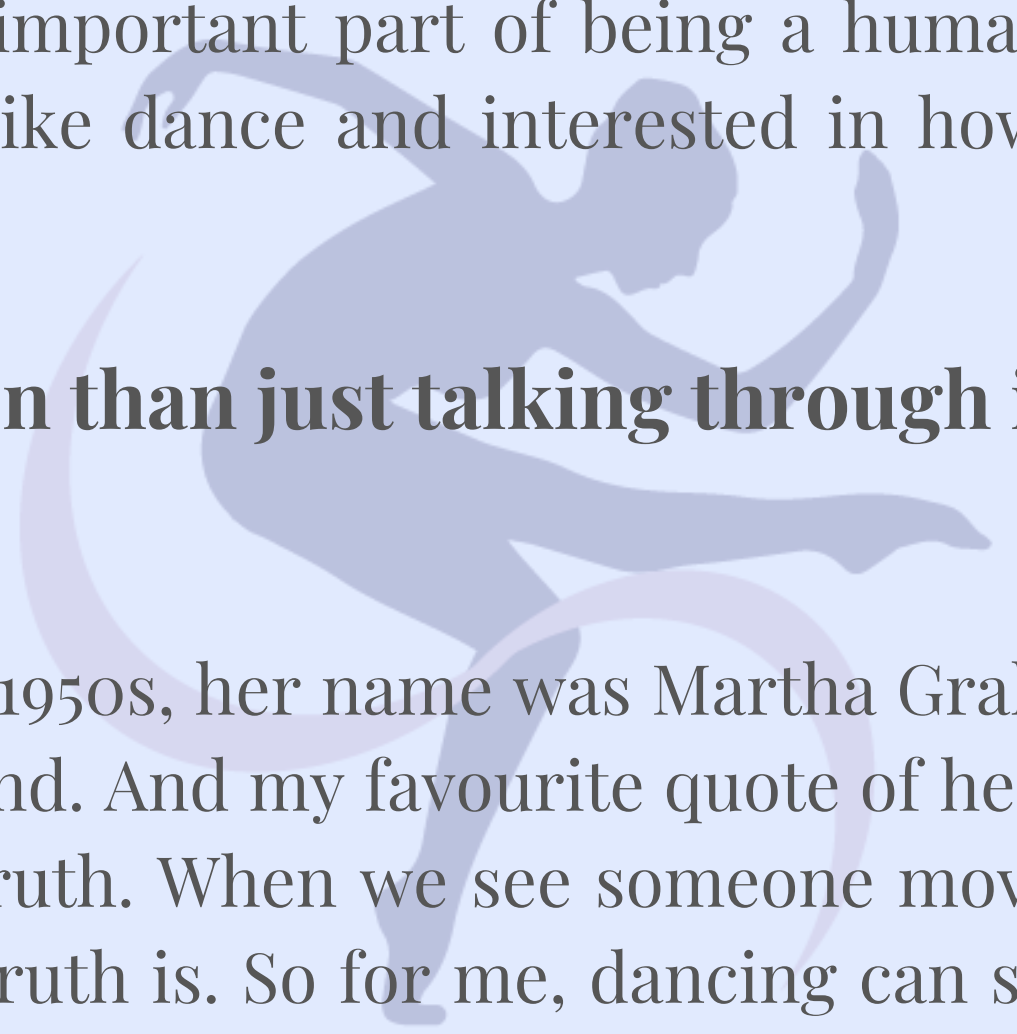 important part of being a huma
ike dance and interested in how
n than just talking through i
1950s, her name was Martha Grah
nd. And my favourite quote of he
ruth. When we see someone mov
ruth is. So for me, dancing can s